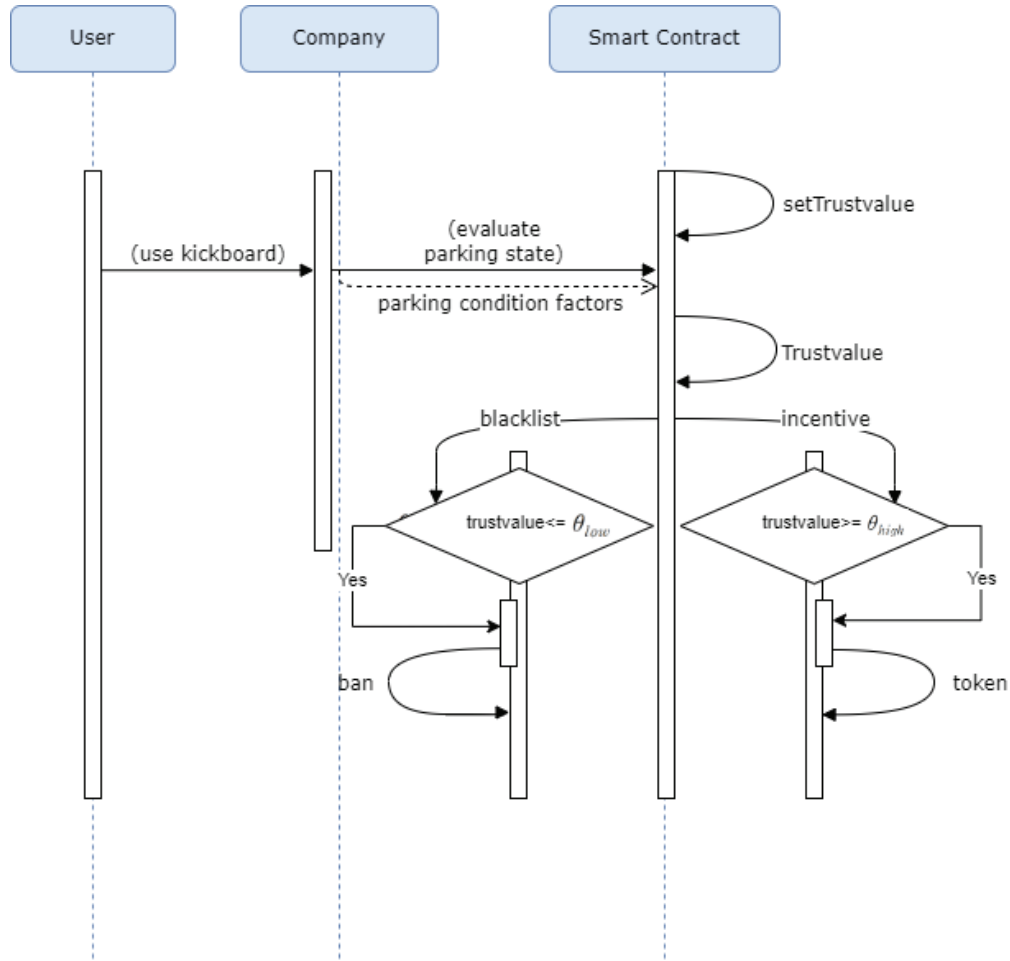 User
Company
Smart Contract
setTrustvalue
(use kickboard)
(evaluate
parking state)
parking condition factors
Trustvalue
blacklist
incentive
trustvalue<= θlow
trustvalue>= θhigh
Yes
Yes
ban
token